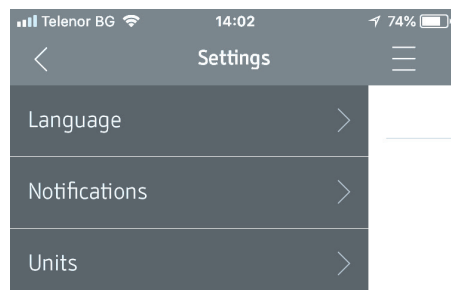 Telenor BG 14:02 74%
Settings
Language
Notifications
Units